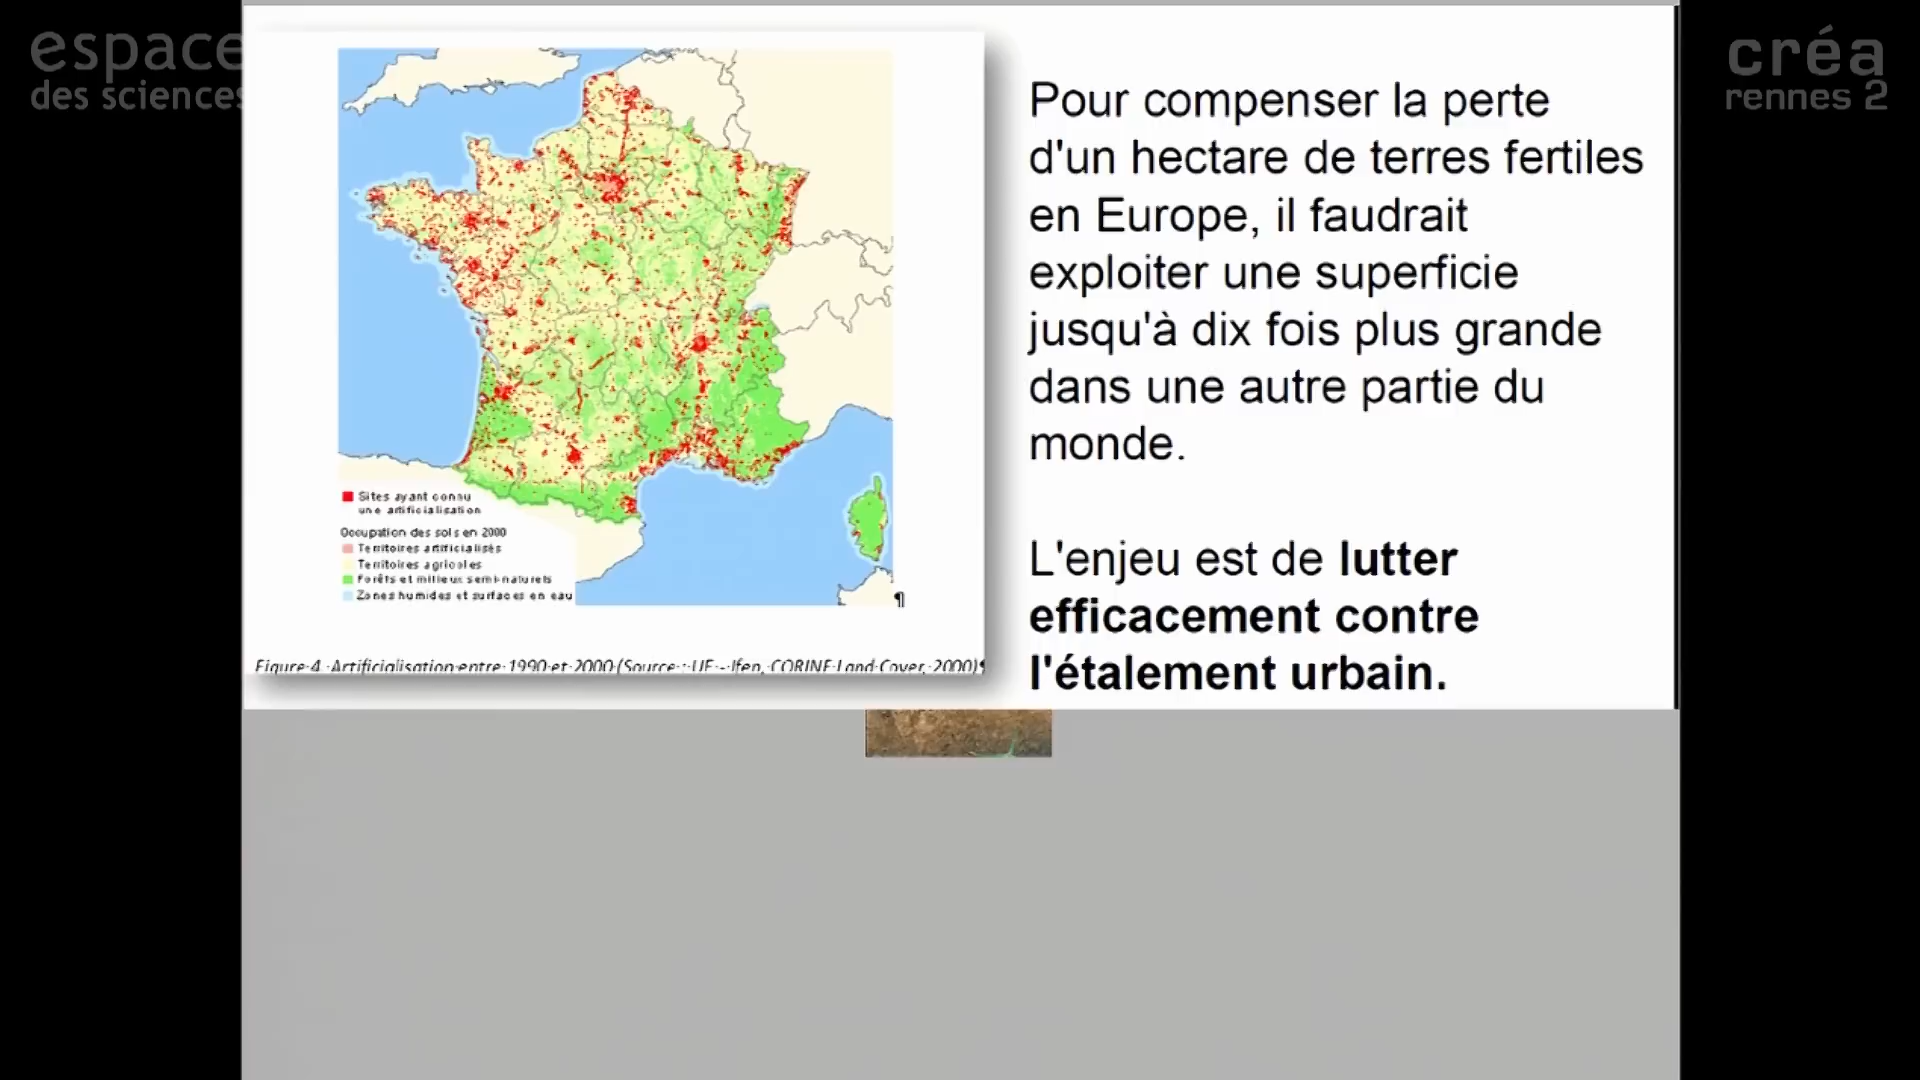 espace
des sciences
créa
rennes 2
Pour compenser la perte
d'un hectare de terres fertiles
en Europe, il faudrait
exploiter une superficie
jusqu'à dix fois plus grande
dans une autre partie du
monde.
L'enjeu est de lutter
efficacement contre
l'étalement urbain.
Sites ayant connu
une artificialisation
Occupation des sols en 2000
Territoires artificialisés
Territoires agricoles
Forêts et milieux semi-naturels
Zones humides et surfaces en eau
¶
Figure·4·:·Artificialisation·entre·1990·et·2000·(Source·:·UE·-·Ifen,·CORINE·Land·Cover,·2000)¶